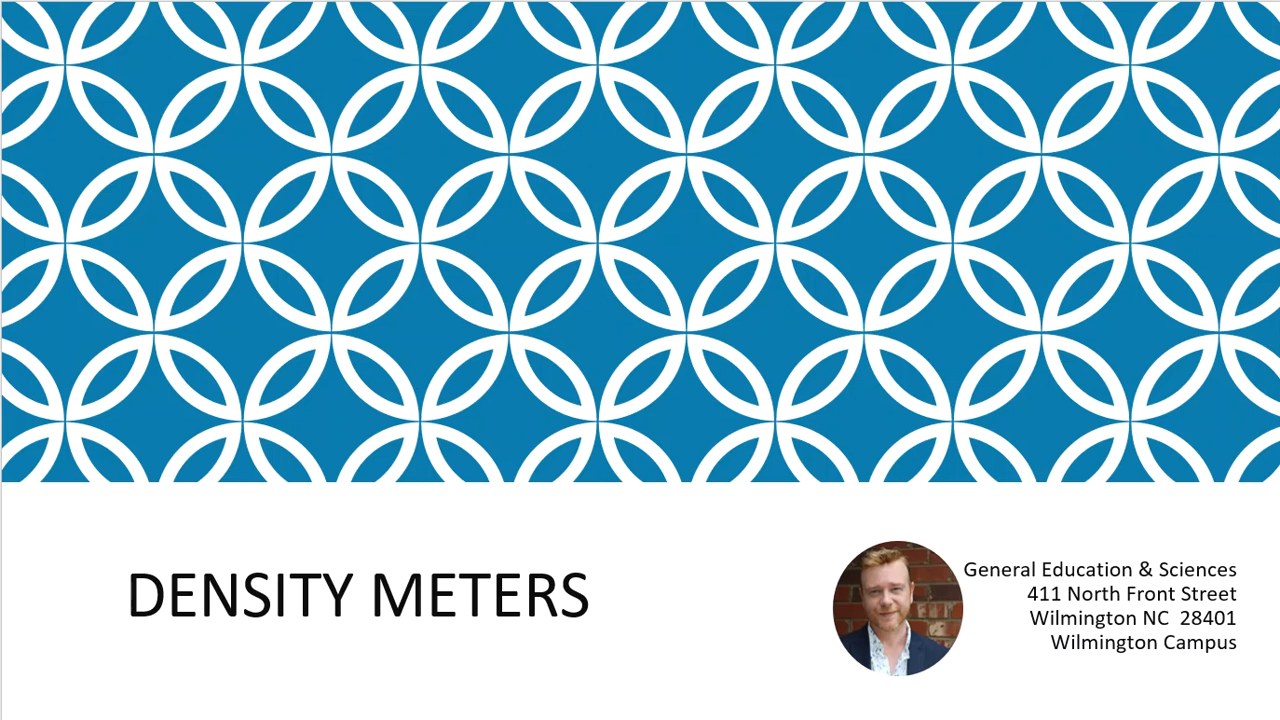 DENSITY METERS
General Education & Sciences
411 North Front Street
Wilmington NC  28401
Wilmington Campus